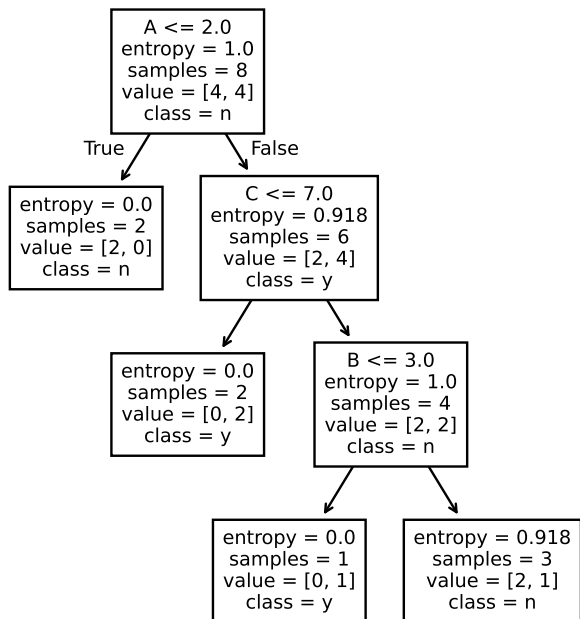 A <= 2.0
entropy = 1.0
samples = 8
value = [4, 4]
class = n
True
False
entropy = 0.0
samples = 2
value = [2, 0]
class = n
C <= 7.0
entropy = 0.918
samples = 6
value = [2, 4]
class = y
entropy = 0.0
samples = 2
value = [0, 2]
class = y
B <= 3.0
entropy = 1.0
samples = 4
value = [2, 2]
class = n
entropy = 0.0
samples = 1
value = [0, 1]
class = y
entropy = 0.918
samples = 3
value = [2, 1]
class = n